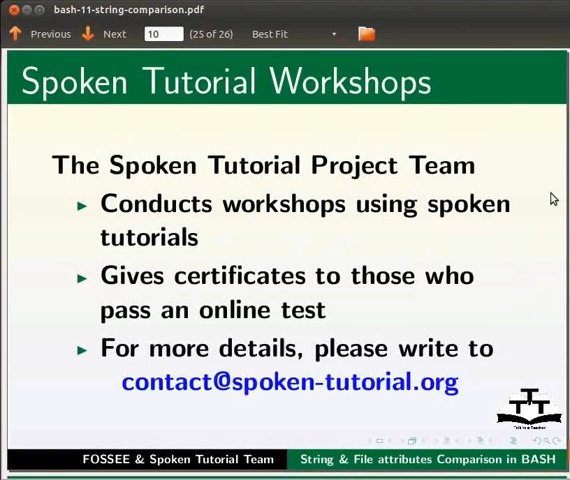 bash-11-string-comparison.pdf
Previous Next 10 (25 of 26) Best Fit
Spoken Tutorial Workshops
The Spoken Tutorial Project Team
Conducts workshops using spoken
tutorials
Gives certificates to those who
pass an online test
For more details, please write to
contact@spoken-tutorial.org
FOSSEE & Spoken Tutorial Team String & File attributes Comparison in BASH